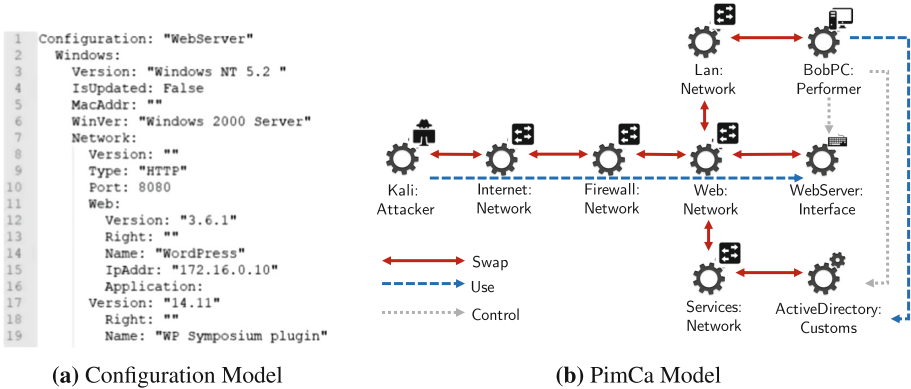 1 Configuration: "WebServer"
2 Windows:
3 Version: "Windows NT 5.2 "
4 IsUpdated: False
5 MacAddr: ""
6 WinVer: "Windows 2000 Server"
7 Network:
8 Version: ""
9 Type: "HTTP"
10 Port: 8080
11 Web:
12 Version: "3.6.1"
13 Right: ""
14 Name: "WordPress"
15 IpAddr: "172.16.0.10"
16 Application:
17 Version: "14.11"
18 Right: ""
19 Name: "WP Symposium plugin"
(a) Configuration Model
Lan:
Network
BobPC:
Performer
Kali:
Attacker
Internet:
Network
Firewall:
Network
Web:
Network
WebServer:
Interface
Services:
Network
ActiveDirectory:
Customs
Swap
Use
Control
(b) PimCa Model